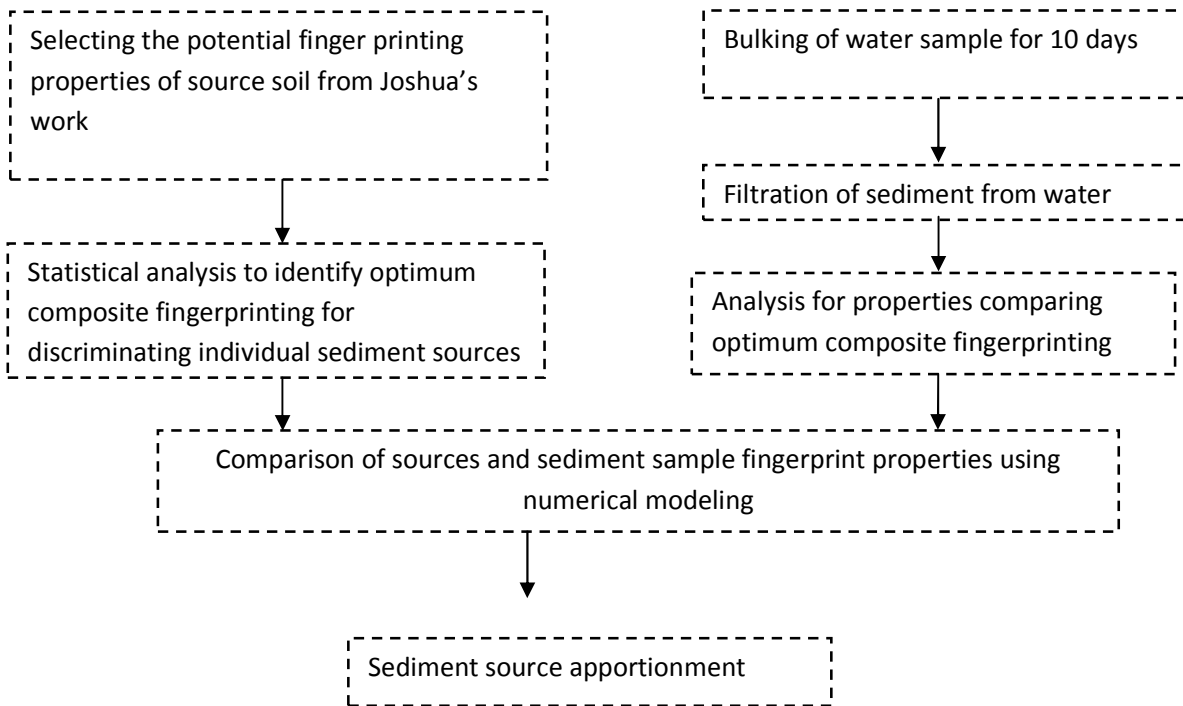 Selecting the potential finger printing
properties of source soil from Joshua’s
work
Bulking of water sample for 10 days
Filtration of sediment from water
Statistical analysis to identify optimum
composite fingerprinting for
discriminating individual sediment sources
Analysis for properties comparing
optimum composite fingerprinting
Comparison of sources and sediment sample fingerprint properties using
numerical modeling
Sediment source apportionment